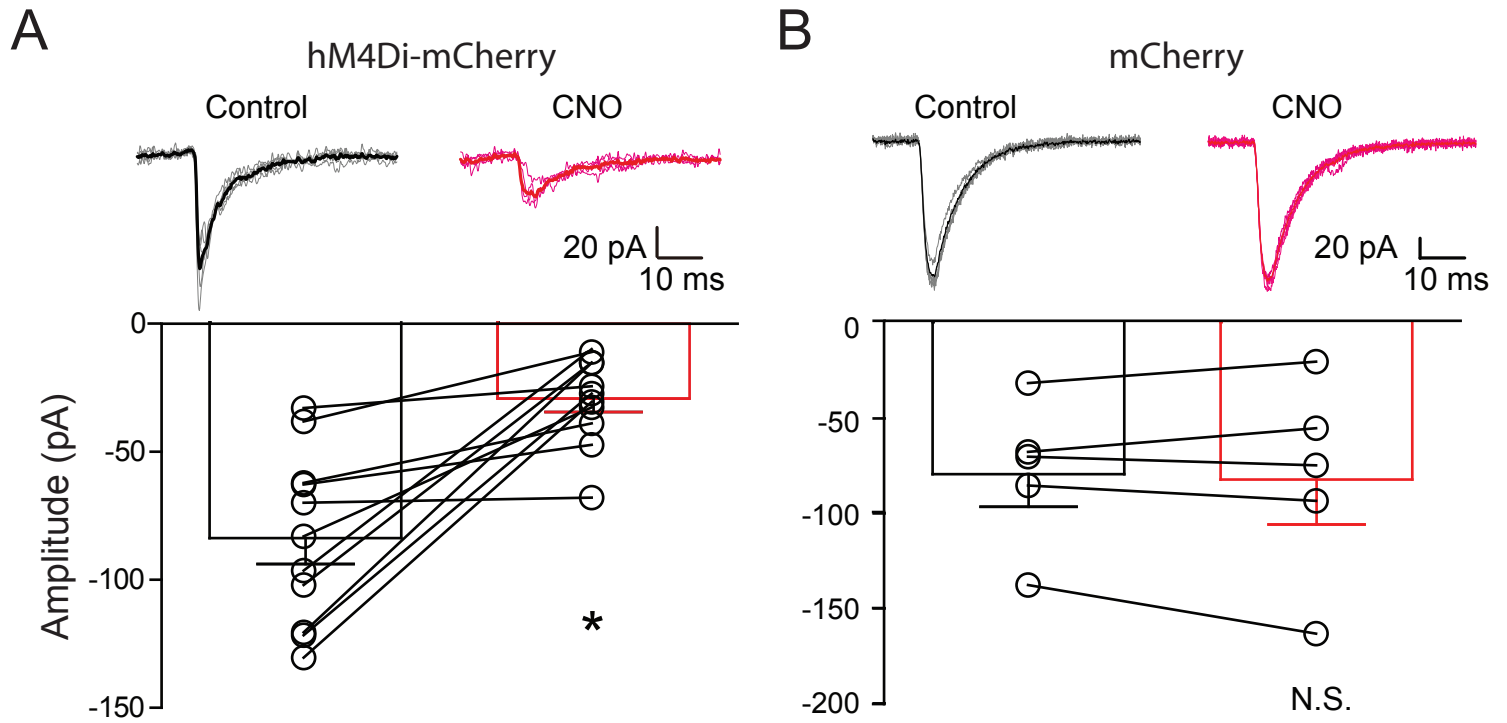 A
hM4Di-mCherry
Control
CNO
20 pA
10 ms
0
-50
-100
-150
Amplitude (pA)
*
B
mCherry
Control
CNO
20 pA
10 ms
0
-50
-100
-150
-200
N.S.